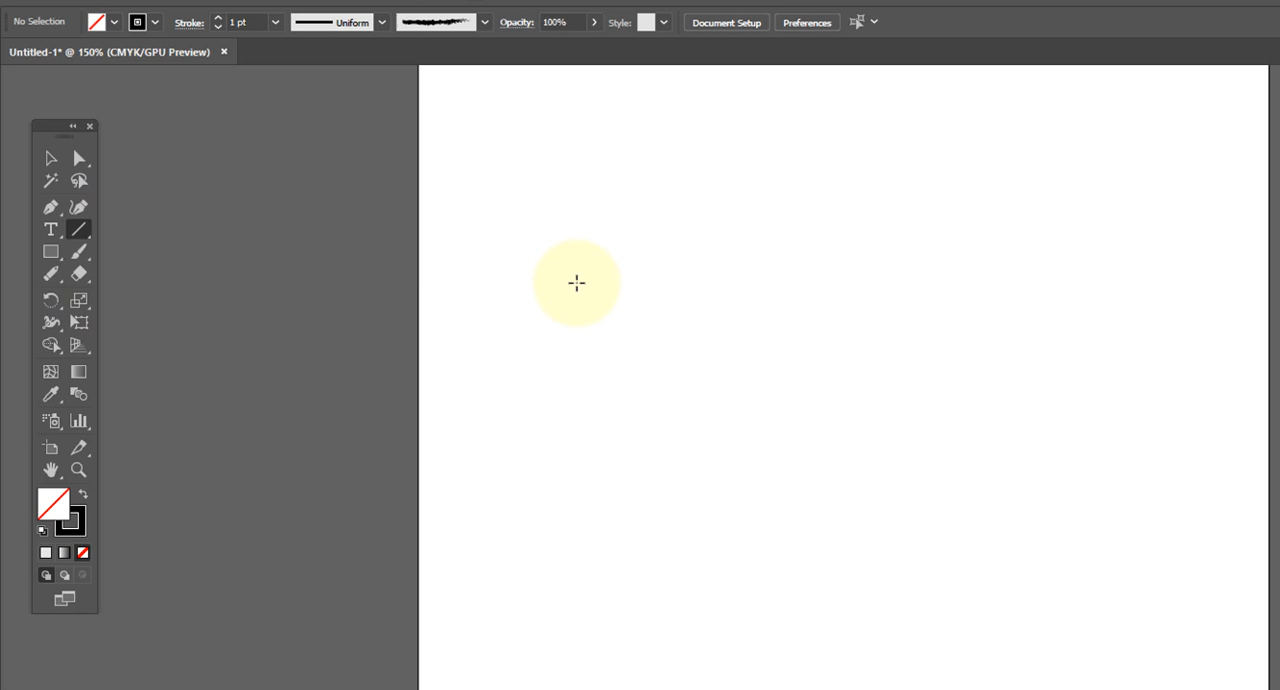 No Selection Stroke: 1 pt Uniform Opacity: 100% Style: Document Setup Preferences
Untitled-1* @ 150% (CMYK/GPU Preview) ×
T